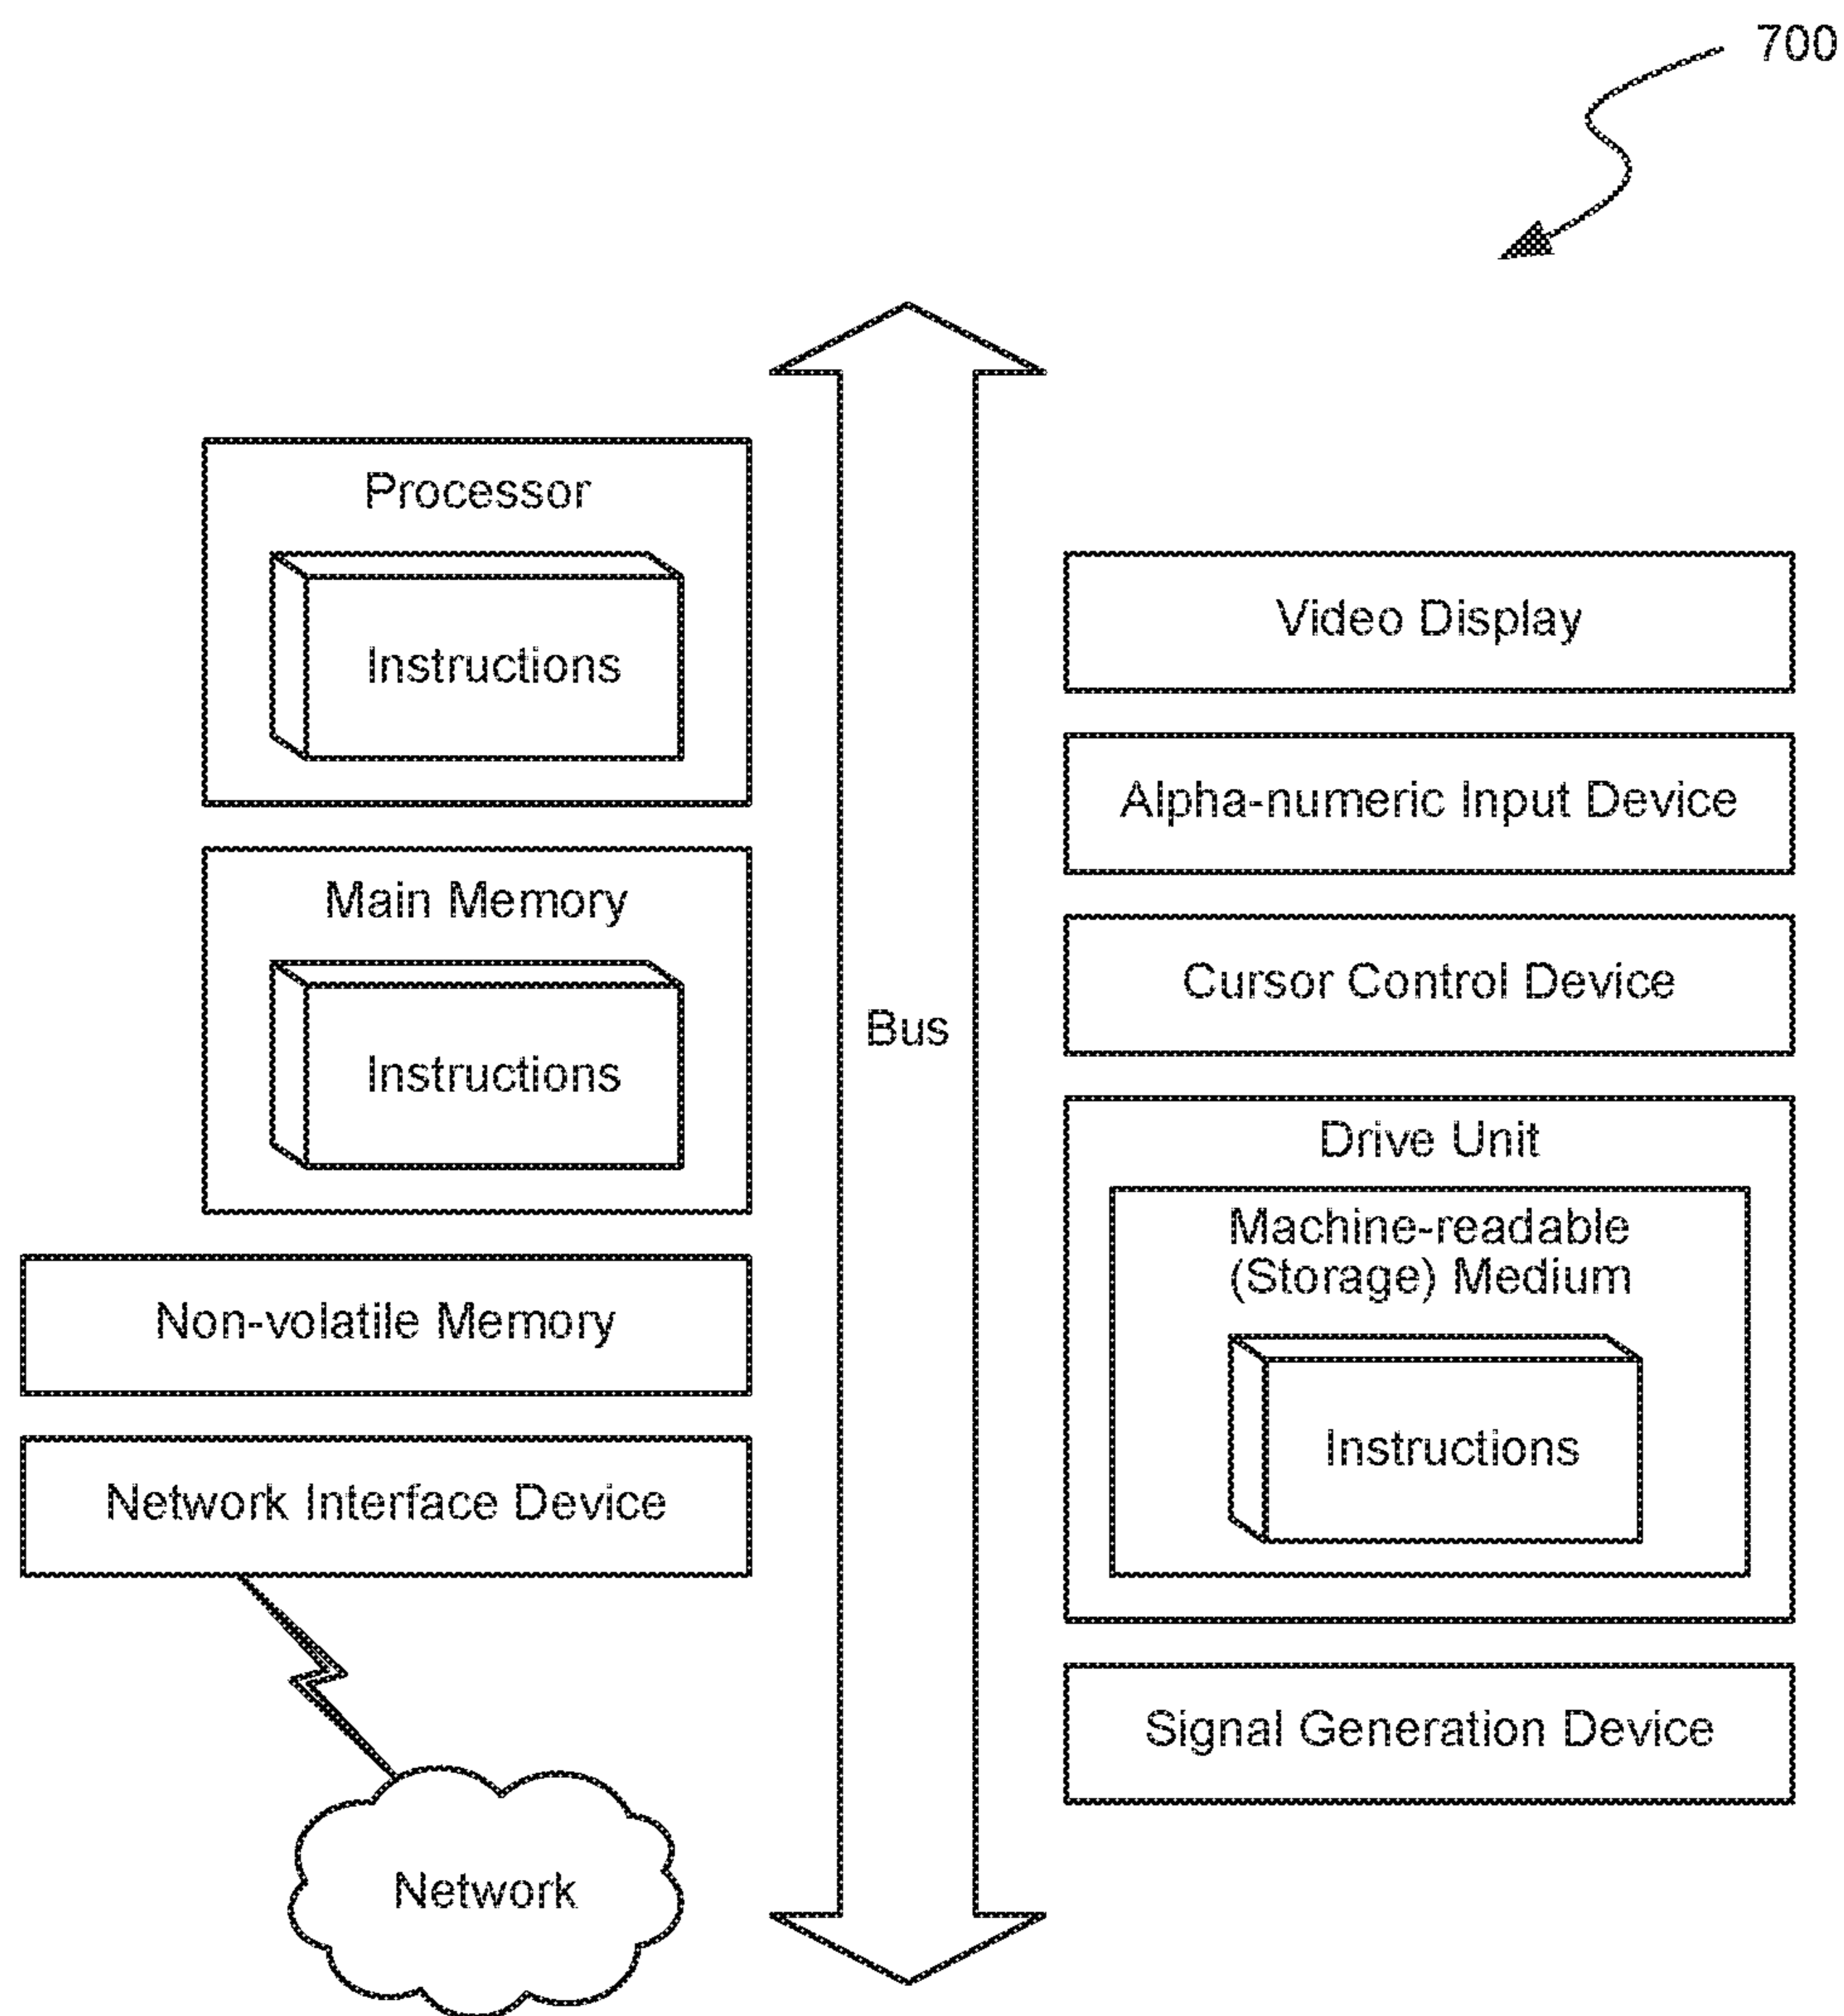 700
Processor
Instructions
Main Memory
Instructions
Non-volatile Memory
Network Interface Device
Network
Bus
Video Display
Alpha-numeric Input Device
Cursor Control Device
Drive Unit
Machine-readable
(Storage) Medium
Instructions
Signal Generation Device